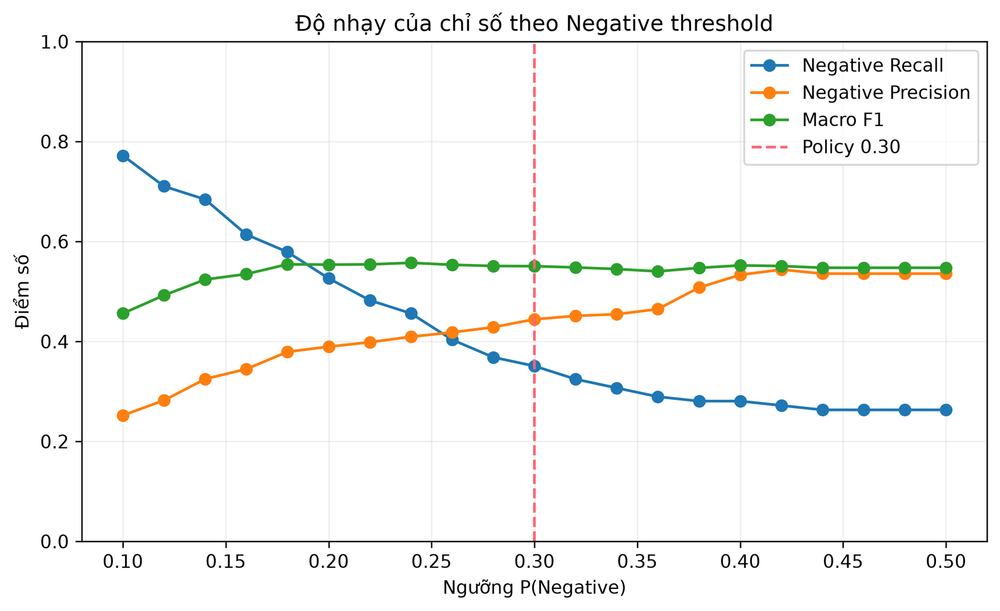 Độ nhạy của chỉ số theo Negative threshold
1.0
0.8
0.6
0.4
0.2
0.0
Điểm số
Negative Recall
Negative Precision
Macro F1
Policy 0.30
0.10 0.15 0.20 0.25 0.30 0.35 0.40 0.45 0.50
Ngưỡng P(Negative)